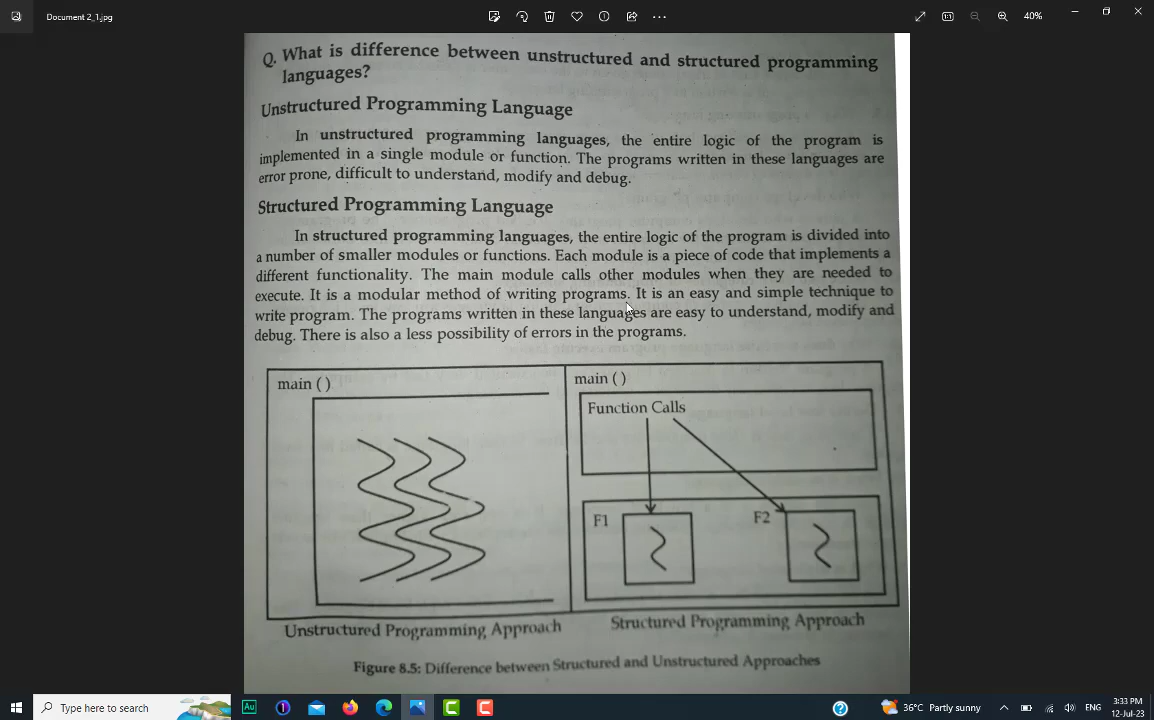 Document 2_1.jpg
40%
Q. What is difference between unstructured and structured programming
languages?
Unstructured Programming Language
In unstructured programming languages, the entire logic of the program is
implemented in a single module or function. The programs written in these languages are
error prone, difficult to understand, modify and debug.
Structured Programming Language
In structured programming languages, the entire logic of the program is divided into
a number of smaller modules or functions. Each module is a piece of code that implements a
different functionality. The main module calls other modules when they are needed to
execute. It is a modular method of writing programs. It is an easy and simple technique to
write program. The programs written in these languages are easy to understand, modify and
debug. There is also a less possibility of errors in the programs.
main ( )
main ( )
Function Calls
F1
F2
Unstructured Programming Approach
Structured Programming Approach
Figure 8.5: Difference between Structured and Unstructured Approaches
Type here to search
Au
36°C Partly sunny
ENG
3:33 PM
12-Jul-23